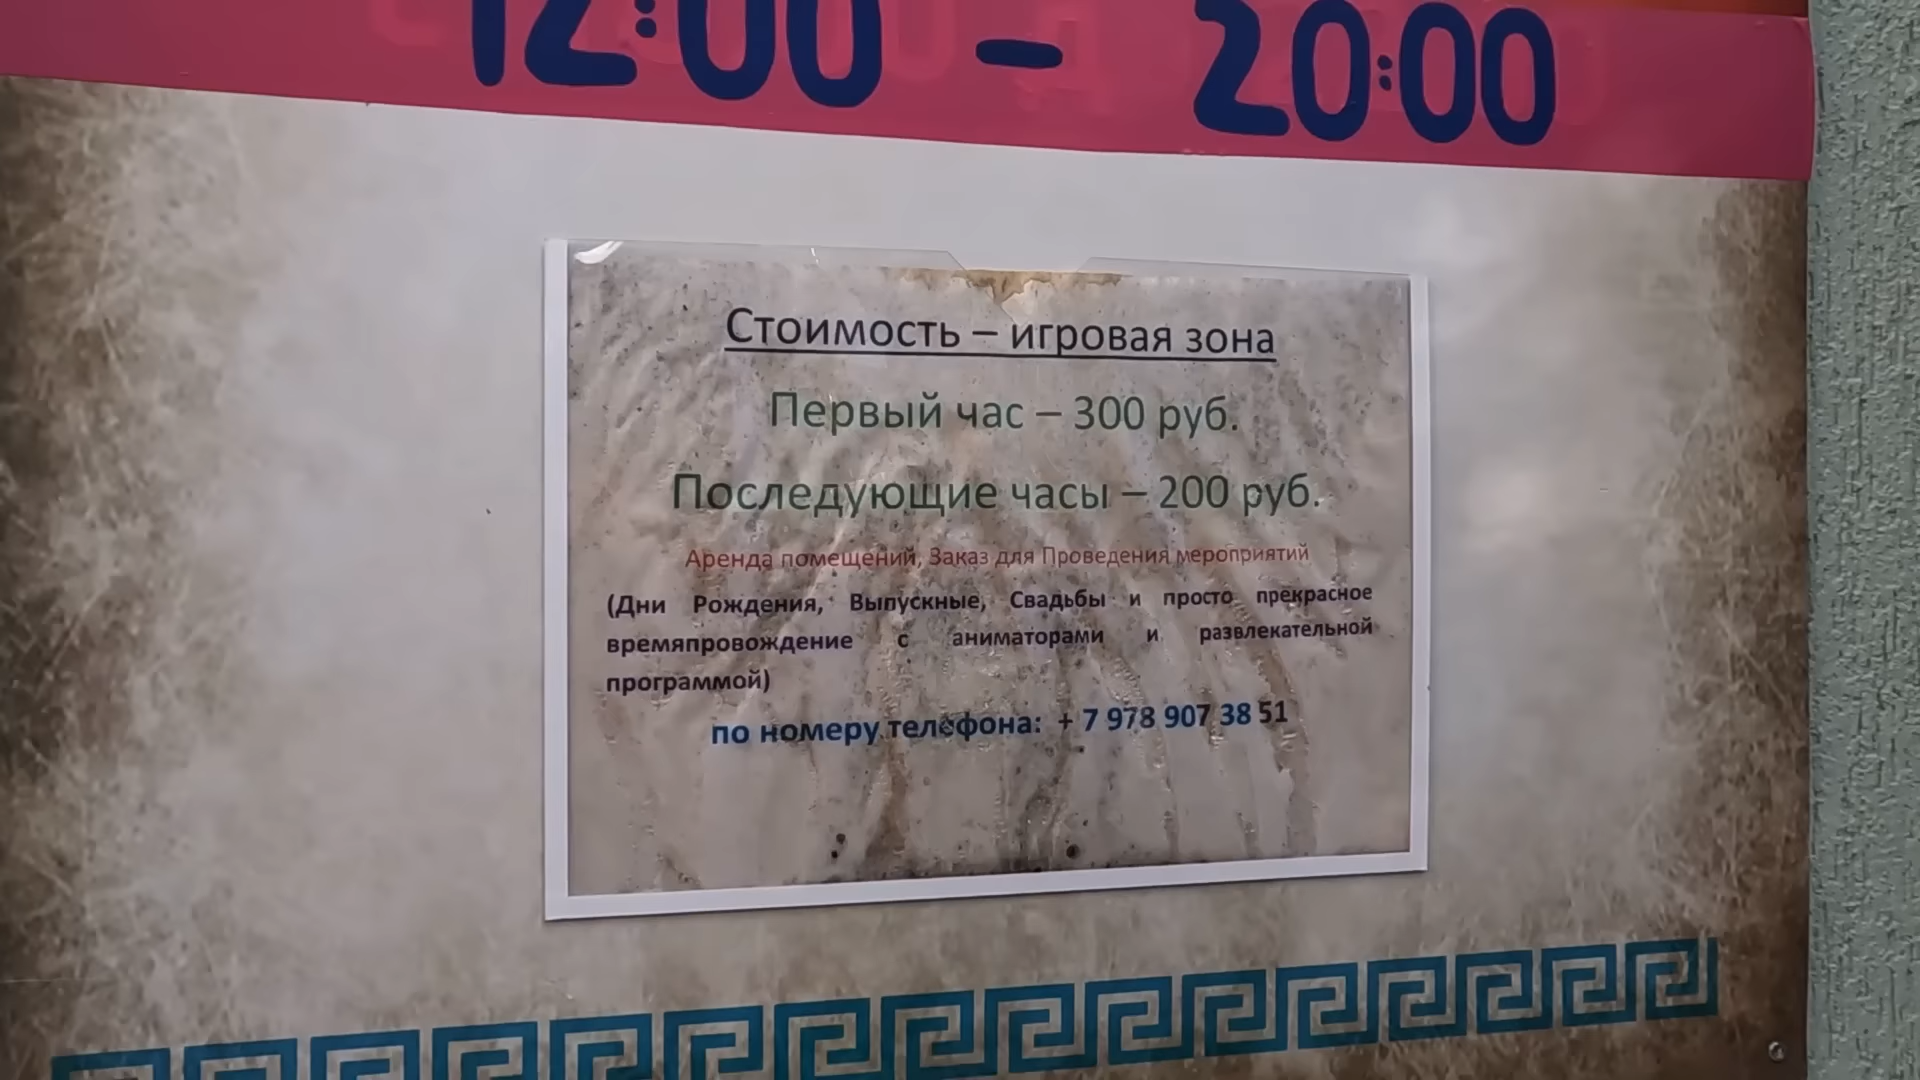 12:00 - 20:00
Стоимость – игровая зона
Первый час – 300 руб.
Последующие часы – 200 руб.
Аренда помещений, Заказ для Проведения мероприятий
(Дни Рождения, Выпускные, Свадьбы и просто прекрасное
времяпровождение с аниматорами и развлекательной
программой)
по номеру телефона: + 7 978 907 38 51